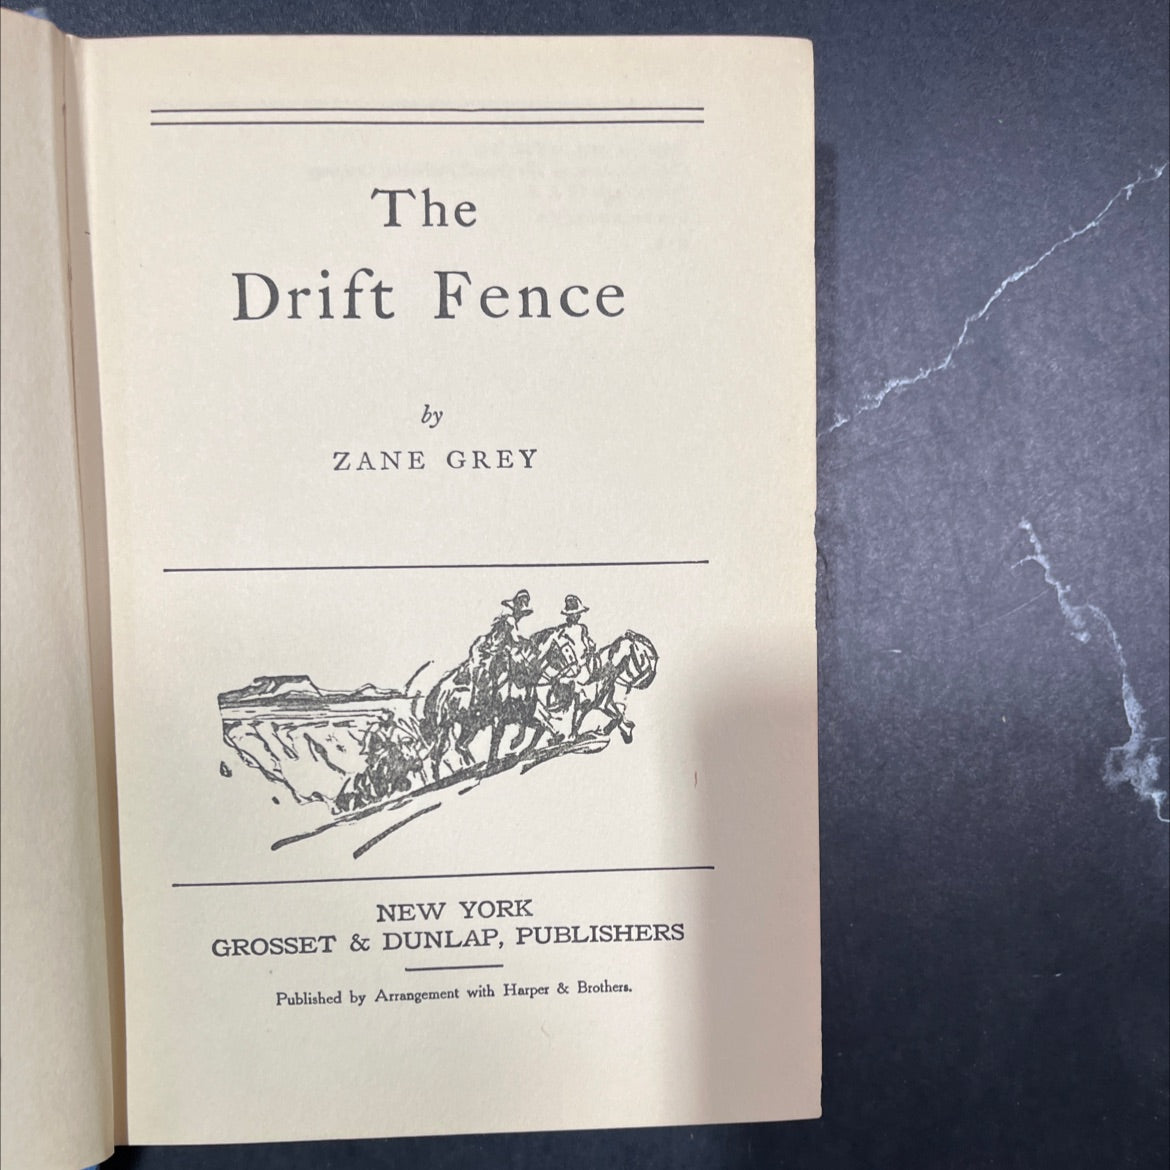 The
Drift Fence
by
ZANE GREY
NEW YORK
GROSSET & DUNLAP, PUBLISHERS
Published by Arrangement with Harper & Brothers.